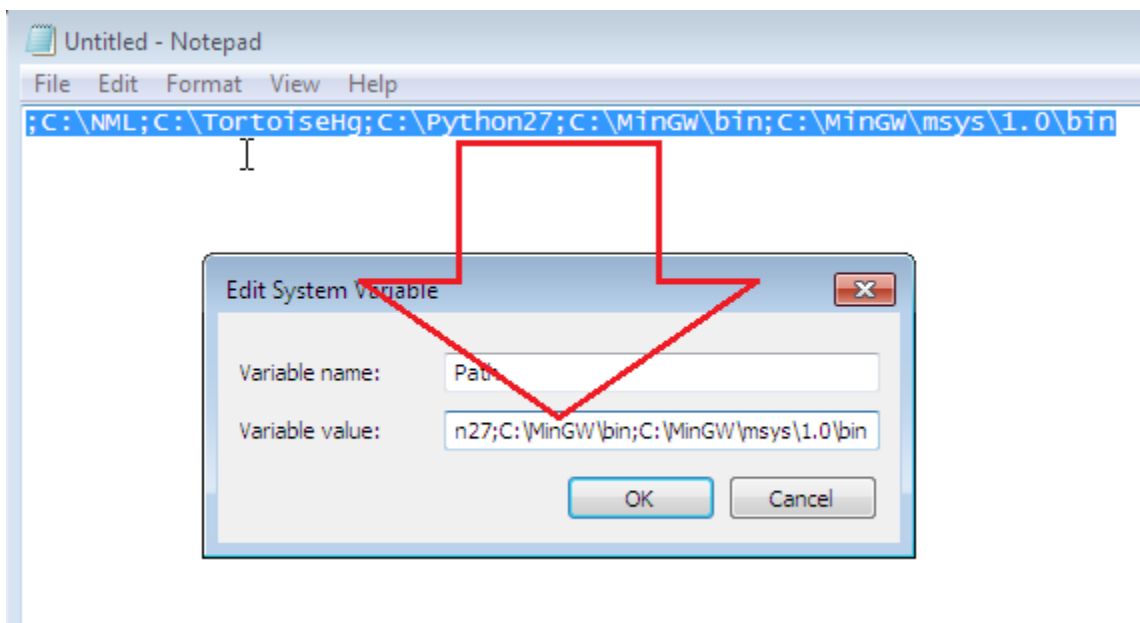 Untitled - Notepad
File Edit Format View Help
;C:\NML;C:\TortoiseHg;C:\Python27;C:\MinGW\bin;C:\MinGW\msys\1.0\bin
Edit System Variable
Variable name: Path
Variable value: n27;C:\MinGW\bin;C:\MinGW\msys\1.0\bin
OK Cancel